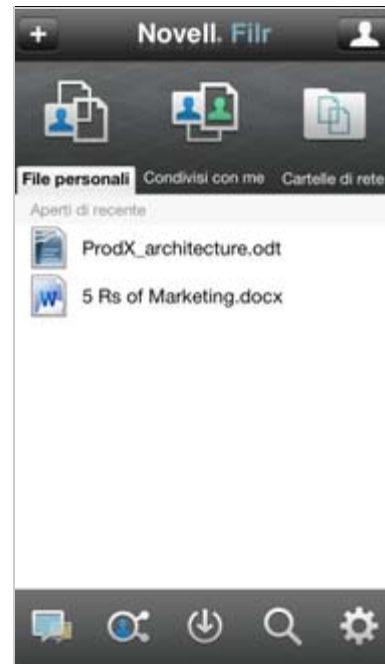 Novell. Filr
File personali Condivisi con me Cartelle di rete
Aperti di recente
ProdX_architecture.odt
W
5 Rs of Marketing.docx